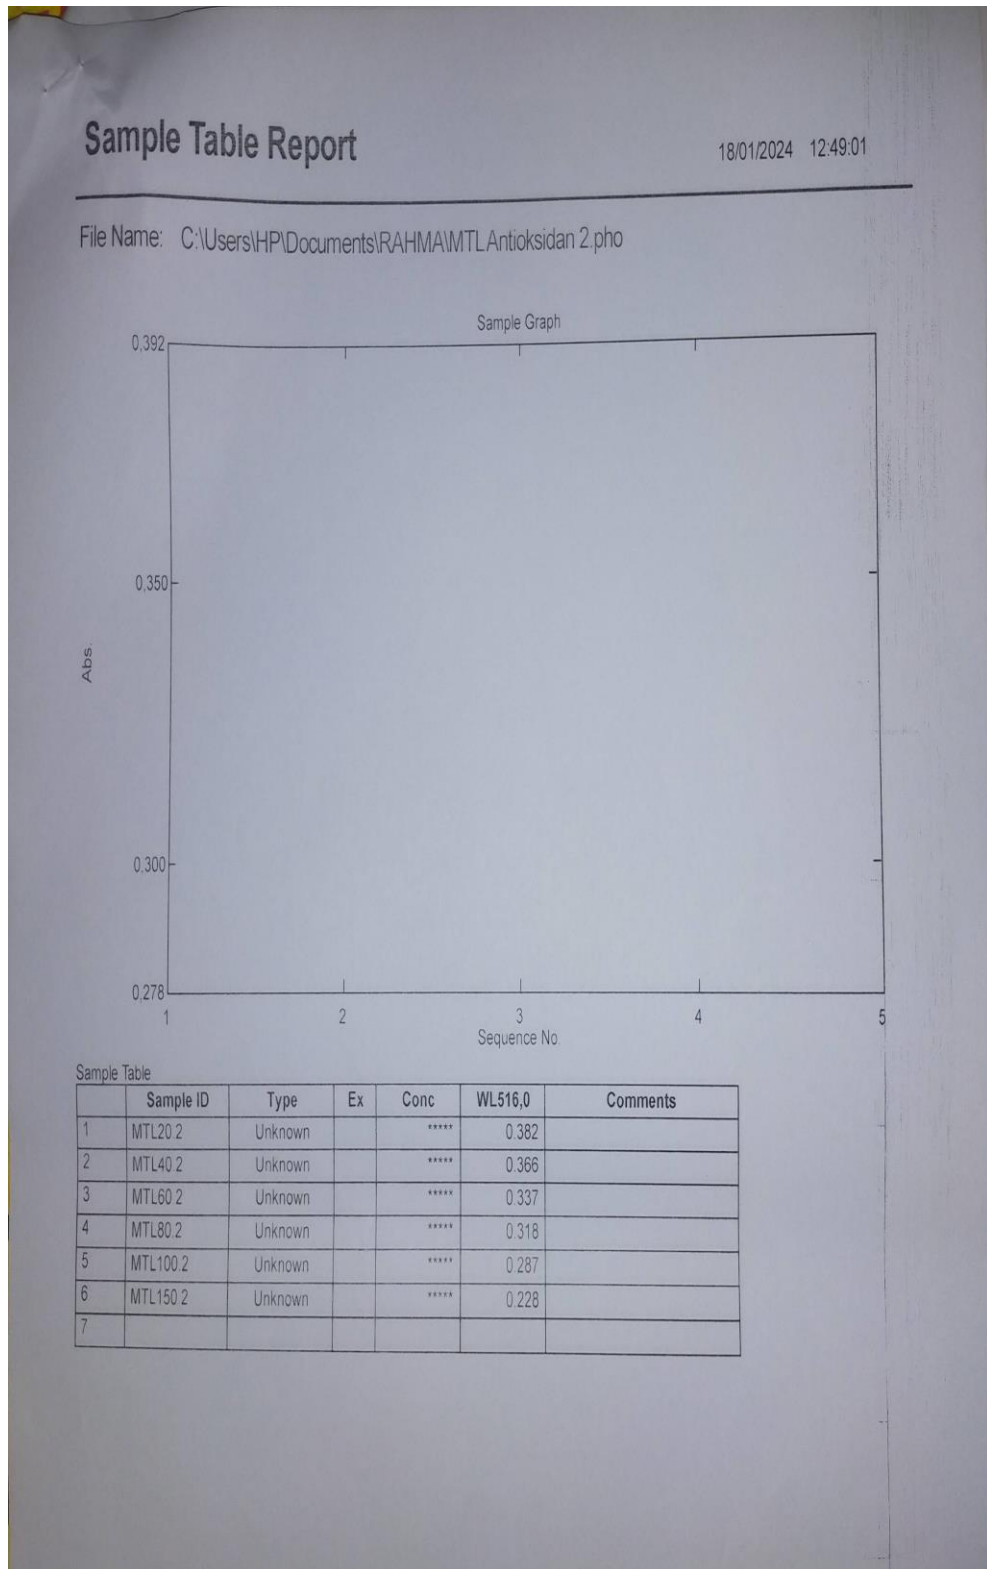 Sample Table Report
18/01/2024 12:49:01
File Name: C:\Users\HP\Documents\RAHMA\MTL Antioksidan 2.pho
Sample Graph
0,392
0,350
Abs.
0,300
0,278
1 2 3 4 5
Sequence No.
Sample Table
Sample ID Type Ex Conc WL516,0 Comments
1 MTL20.2 Unknown ***** 0.382
2 MTL40.2 Unknown ***** 0.366
3 MTL60.2 Unknown ***** 0.337
4 MTL80.2 Unknown ***** 0.318
5 MTL100.2 Unknown ***** 0.287
6 MTL150.2 Unknown ***** 0.228
7